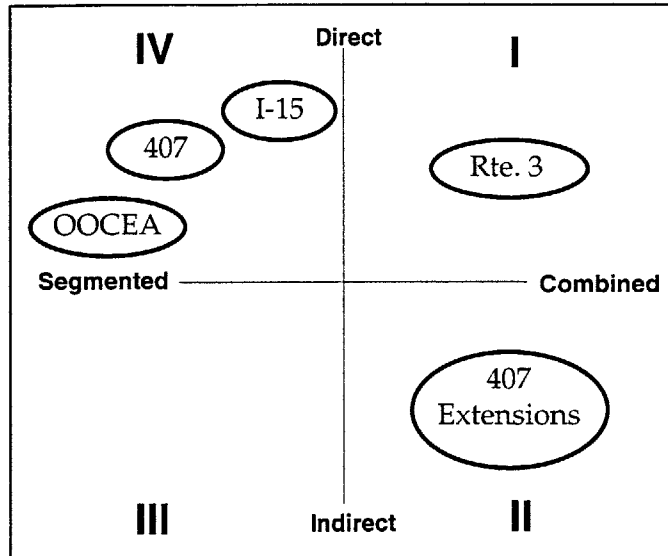 IV
Direct
I
I-15
407
Rte. 3
OOCEA
Segmented
Combined
407
Extensions
III
Indirect
II